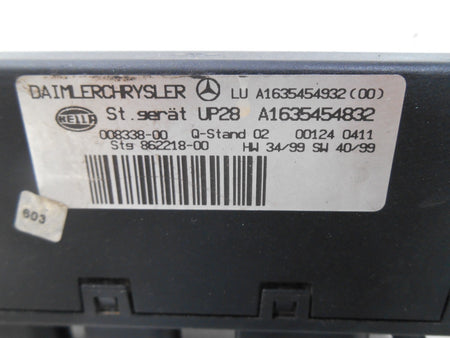 DAIMLERCHRYSLER LU A1635454932(00)
HELLA St.gerät UP28 A1635454832
008338-00 Q-Stand 02 00124 0411
Stg 862218-00 HW 34/99 SW 40/99
603